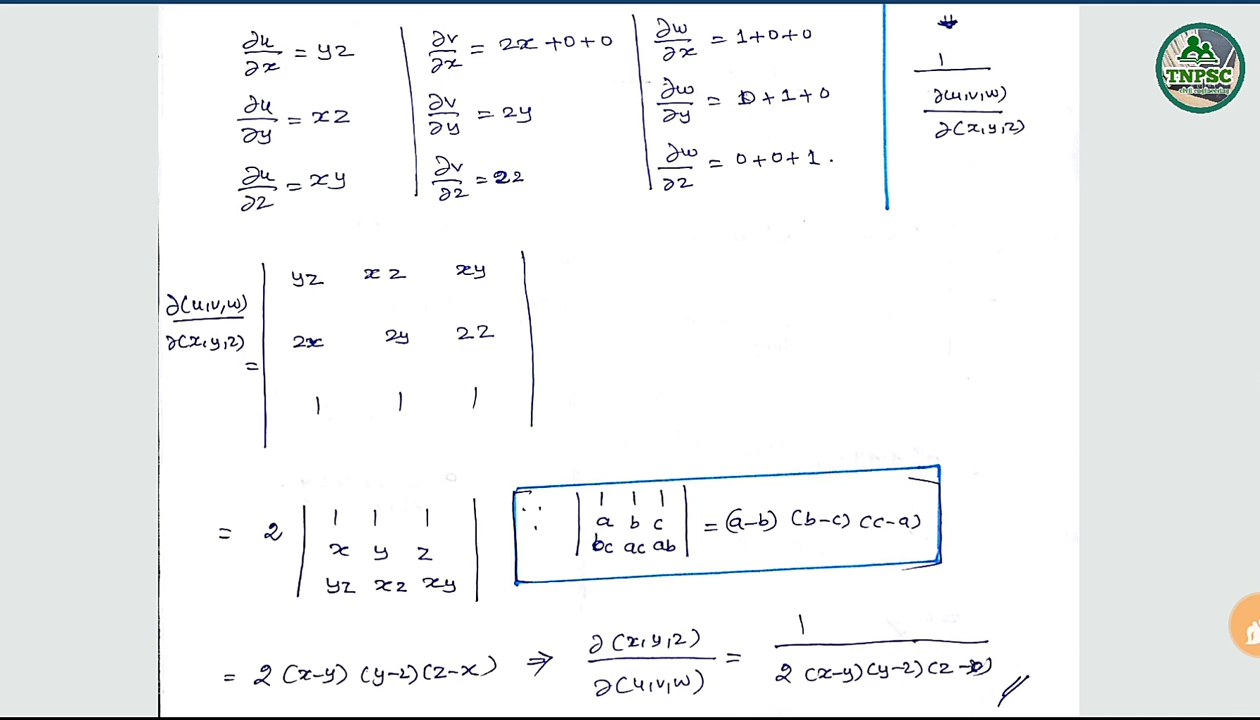 ∂u/∂x = yz | ∂v/∂x = 2x+0+0 | ∂w/∂x = 1+0+0
∂u/∂y = xz | ∂v/∂y = 2y | ∂w/∂y = 0+1+0
∂u/∂z = xy | ∂v/∂z = 2z | ∂w/∂z = 0+0+1.
1 / ∂(u,v,w)/∂(x,y,z)
TNPSC
∂(u,v,w)/∂(x,y,z) =
| yz xz xy |
| 2x 2y 2z |
| 1 1 1 |
= 2
| 1 1 1 |
| x y z |
| yz xz xy |
∵
| 1 1 1 |
| a b c |
| bc ac ab |
= (a-b) (b-c) (c-a)
= 2 (x-y) (y-z) (z-x) ⇒ ∂(x,y,z)/∂(u,v,w) = 1 / 2 (x-y) (y-z) (z-x)